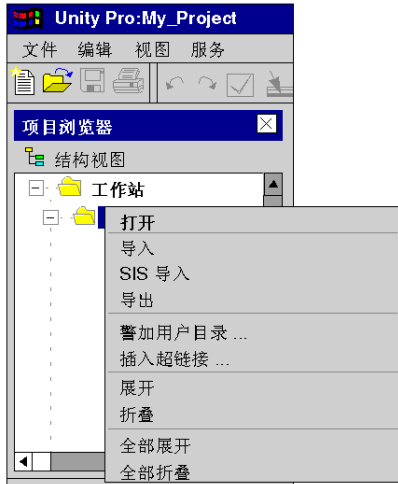 Unity Pro:My_Project
文件 编辑 视图 服务
项目浏览器
结构视图
工作站
打开
导入
SIS 导入
导出
警加用户目录 ...
插入超链接 ...
展开
折叠
全部展开
全部折叠